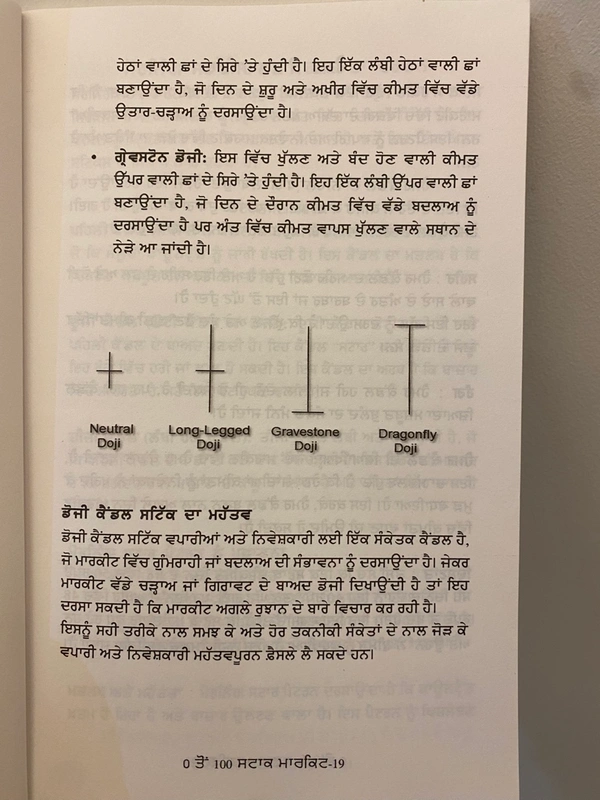 ਹੇਠਾਂ ਵਾਲੀ ਛਾਂ ਦੇ ਸਿਰੇ 'ਤੇ ਹੁੰਦੀ ਹੈ। ਇਹ ਇੱਕ ਲੰਬੀ ਹੇਠਾਂ ਵਾਲੀ ਛਾਂ
ਬਣਾਉਂਦਾ ਹੈ, ਜੋ ਦਿਨ ਦੇ ਸ਼ੁਰੂ ਅਤੇ ਅਖੀਰ ਵਿੱਚ ਕੀਮਤ ਵਿੱਚ ਵੱਡੇ
ਉਤਾਰ-ਚੜ੍ਹਾਅ ਨੂੰ ਦਰਸਾਉਂਦਾ ਹੈ।
• ਗ੍ਰੇਵਸਟੋਨ ਡੋਜੀ: ਇਸ ਵਿੱਚ ਖੁੱਲਣ ਅਤੇ ਬੰਦ ਹੋਣ ਵਾਲੀ ਕੀਮਤ
ਉੱਪਰ ਵਾਲੀ ਛਾਂ ਦੇ ਸਿਰੇ 'ਤੇ ਹੁੰਦੀ ਹੈ। ਇਹ ਇੱਕ ਲੰਬੀ ਉੱਪਰ ਵਾਲੀ ਛਾਂ
ਬਣਾਉਂਦਾ ਹੈ, ਜੋ ਦਿਨ ਦੇ ਦੌਰਾਨ ਕੀਮਤ ਵਿੱਚ ਵੱਡੇ ਬਦਲਾਅ ਨੂੰ
ਦਰਸਾਉਂਦਾ ਹੈ ਪਰ ਅੰਤ ਵਿੱਚ ਕੀਮਤ ਵਾਪਸ ਖੁੱਲਣ ਵਾਲੇ ਸਥਾਨ ਦੇ
ਨੇੜੇ ਆ ਜਾਂਦੀ ਹੈ।
Neutral Doji
Long-Legged Doji
Gravestone Doji
Dragonfly Doji
ਡੋਜੀ ਕੈਂਡਲ ਸਟਿੱਕ ਦਾ ਮਹੱਤਵ
ਡੋਜੀ ਕੈਂਡਲ ਸਟਿੱਕ ਵਪਾਰੀਆਂ ਅਤੇ ਨਿਵੇਸ਼ਕਾਰੀ ਲਈ ਇੱਕ ਸੰਕੇਤਕ ਕੈਂਡਲ ਹੈ,
ਜੋ ਮਾਰਕੀਟ ਵਿੱਚ ਗੁੰਮਰਾਹੀ ਜਾਂ ਬਦਲਾਅ ਦੀ ਸੰਭਾਵਨਾ ਨੂੰ ਦਰਸਾਉਂਦਾ ਹੈ। ਜੇਕਰ
ਮਾਰਕੀਟ ਵੱਡੇ ਚੜ੍ਹਾਅ ਜਾਂ ਗਿਰਾਵਟ ਦੇ ਬਾਅਦ ਡੋਜੀ ਦਿਖਾਉਂਦੀ ਹੈ ਤਾਂ ਇਹ
ਦਰਸਾ ਸਕਦੀ ਹੈ ਕਿ ਮਾਰਕੀਟ ਅਗਲੇ ਰੁਝਾਨ ਦੇ ਬਾਰੇ ਵਿਚਾਰ ਕਰ ਰਹੀ ਹੈ।
ਇਸਨੂੰ ਸਹੀ ਤਰੀਕੇ ਨਾਲ ਸਮਝ ਕੇ ਅਤੇ ਹੋਰ ਤਕਨੀਕੀ ਸੰਕੇਤਾਂ ਦੇ ਨਾਲ ਜੋੜ ਕੇ
ਵਪਾਰੀ ਅਤੇ ਨਿਵੇਸ਼ਕਾਰੀ ਮਹੱਤਵਪੂਰਨ ਫ਼ੈਸਲੇ ਲੈ ਸਕਦੇ ਹਨ।
0 ਤੋਂ 100 ਸਟਾਕ ਮਾਰਕਿਟ-19